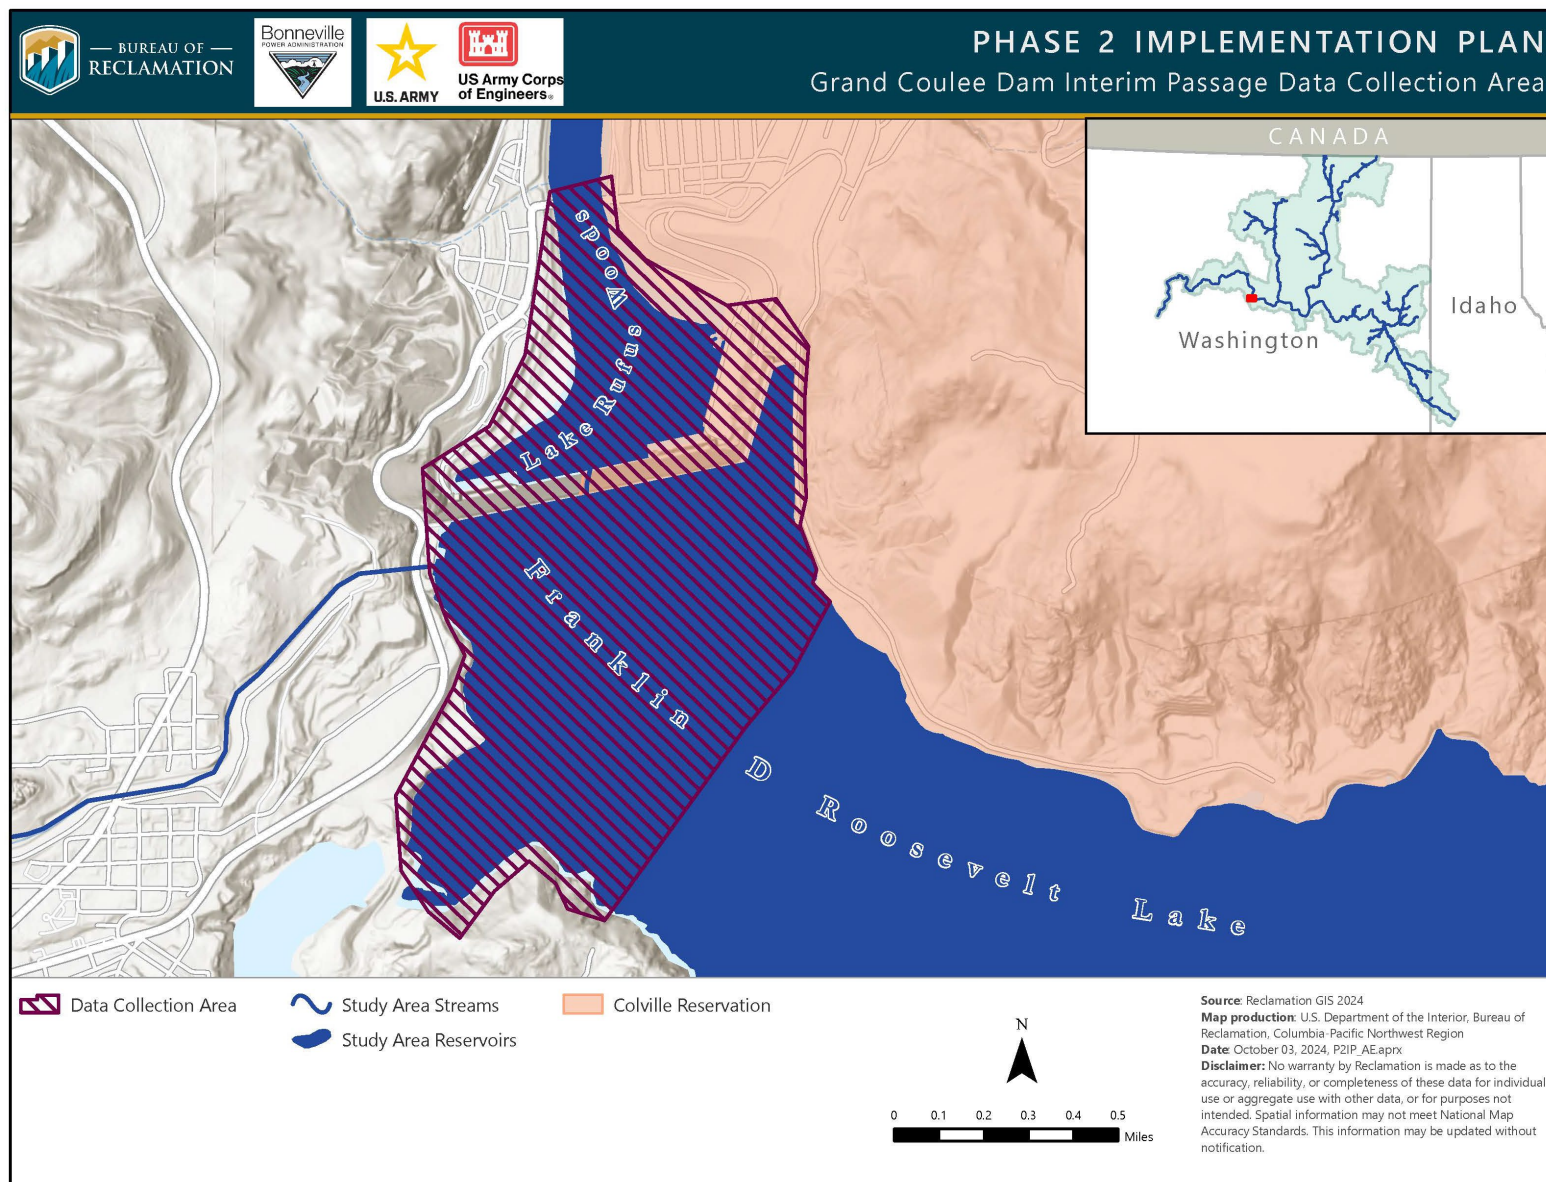 BUREAU OF
RECLAMATION
Bonneville
POWER ADMINISTRATION
U.S. ARMY
US Army Corps
of Engineers®
PHASE 2 IMPLEMENTATION PLAN
Grand Coulee Dam Interim Passage Data Collection Area
CANADA
Washington
Idaho
Lake Rufus Woods
Franklin D Roosevelt Lake
Data Collection Area
Study Area Streams
Study Area Reservoirs
Colville Reservation
N
0 0.1 0.2 0.3 0.4 0.5
Miles
Source: Reclamation GIS 2024
Map production: U.S. Department of the Interior, Bureau of
Reclamation, Columbia-Pacific Northwest Region
Date: October 03, 2024, P2IP_AE.aprx
Disclaimer: No warranty by Reclamation is made as to the
accuracy, reliability, or completeness of these data for individual
use or aggregate use with other data, or for purposes not
intended. Spatial information may not meet National Map
Accuracy Standards. This information may be updated without
notification.